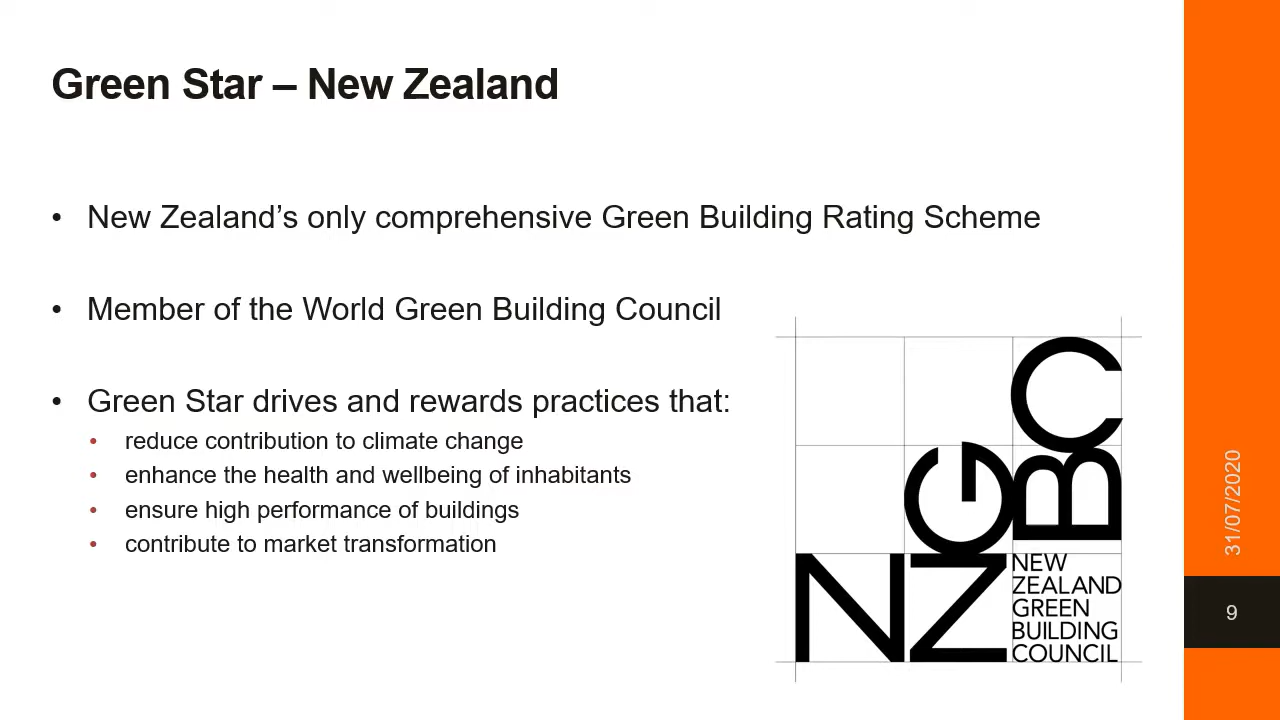 Green Star – New Zealand
• New Zealand’s only comprehensive Green Building Rating Scheme
• Member of the World Green Building Council
• Green Star drives and rewards practices that:
• reduce contribution to climate change
• enhance the health and wellbeing of inhabitants
• ensure high performance of buildings
• contribute to market transformation
NZGBC
NEW
ZEALAND
GREEN
BUILDING
COUNCIL
31/07/2020
9